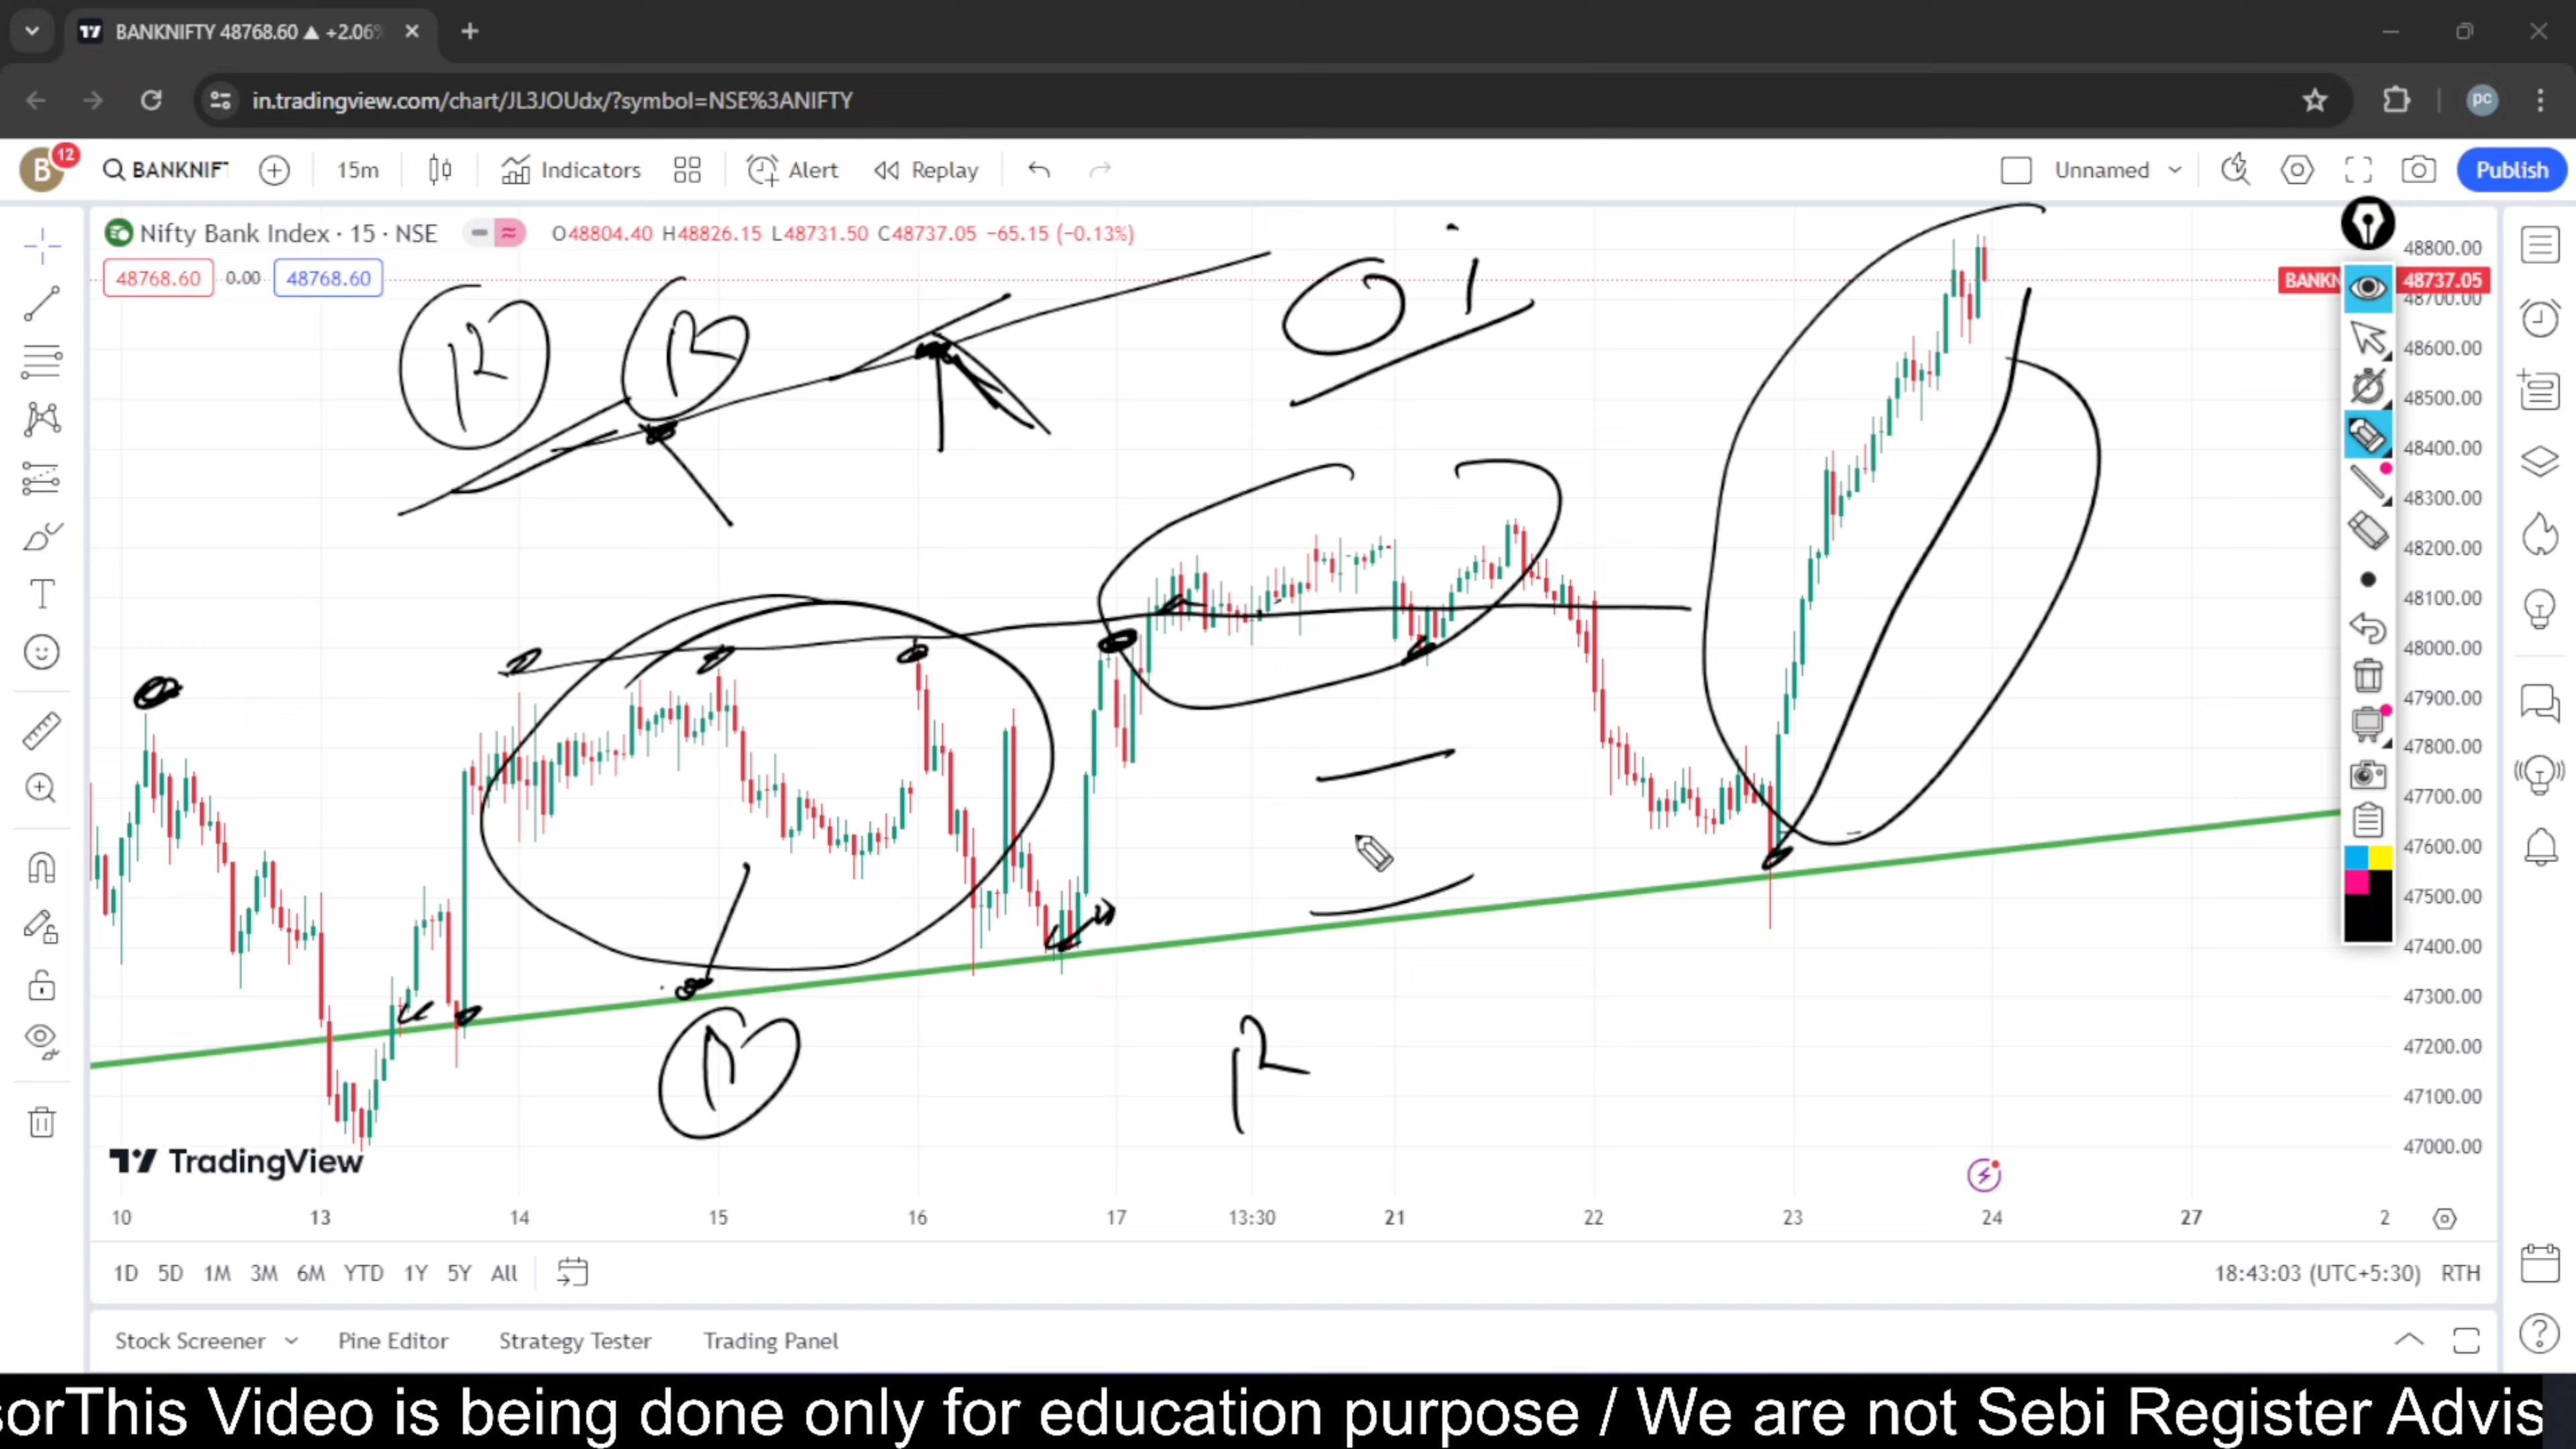 BANKNIFTY 48768.60 ▲ +2.06%
in.tradingview.com/chart/JL3JOUdx/?symbol=NSE%3ANIFTY
pc
B 12 BANKNIF 15m Indicators Alert Replay Unnamed Publish
Nifty Bank Index · 15 · NSE O48804.40 H48826.15 L48731.50 C48737.05 −65.15 (−0.13%)
48768.60 0.00 48768.60
48800.00
BANKN 48737.05
48700.00
48600.00
48500.00
48400.00
48300.00
48200.00
48100.00
48000.00
47900.00
47800.00
47700.00
47600.00
47500.00
47400.00
47300.00
47200.00
47100.00
47000.00
R
Oi
R
TradingView
10 13 14 15 16 17 13:30 21 22 23 24 27 2
1D 5D 1M 3M 6M YTD 1Y 5Y All 18:43:03 (UTC+5:30) RTH
Stock Screener Pine Editor Strategy Tester Trading Panel
sorThis Video is being done only for education purpose / We are not Sebi Register Advis